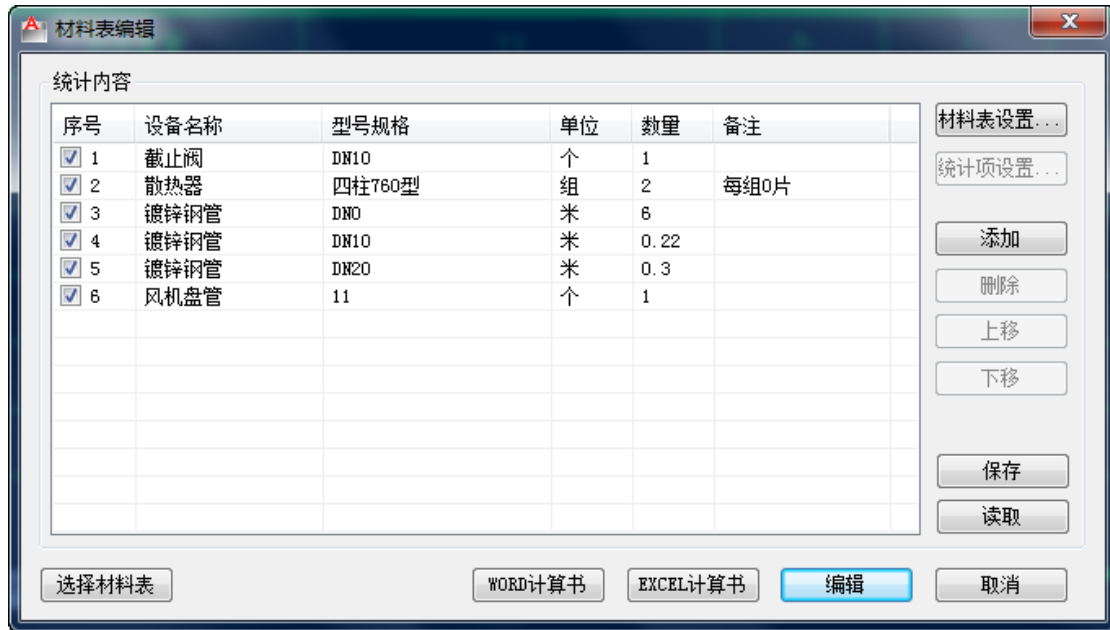 材料表编辑
统计内容
序号 设备名称 型号规格 单位 数量 备注
1 截止阀 DN10 个 1
2 散热器 四柱760型 组 2 每组0片
3 镀锌钢管 DN0 米 6
4 镀锌钢管 DN10 米 0.22
5 镀锌钢管 DN20 米 0.3
6 风机盘管 11 个 1
材料表设置...
统计项设置...
添加
删除
上移
下移
保存
读取
选择材料表 WORD计算书 EXCEL计算书 编辑 取消